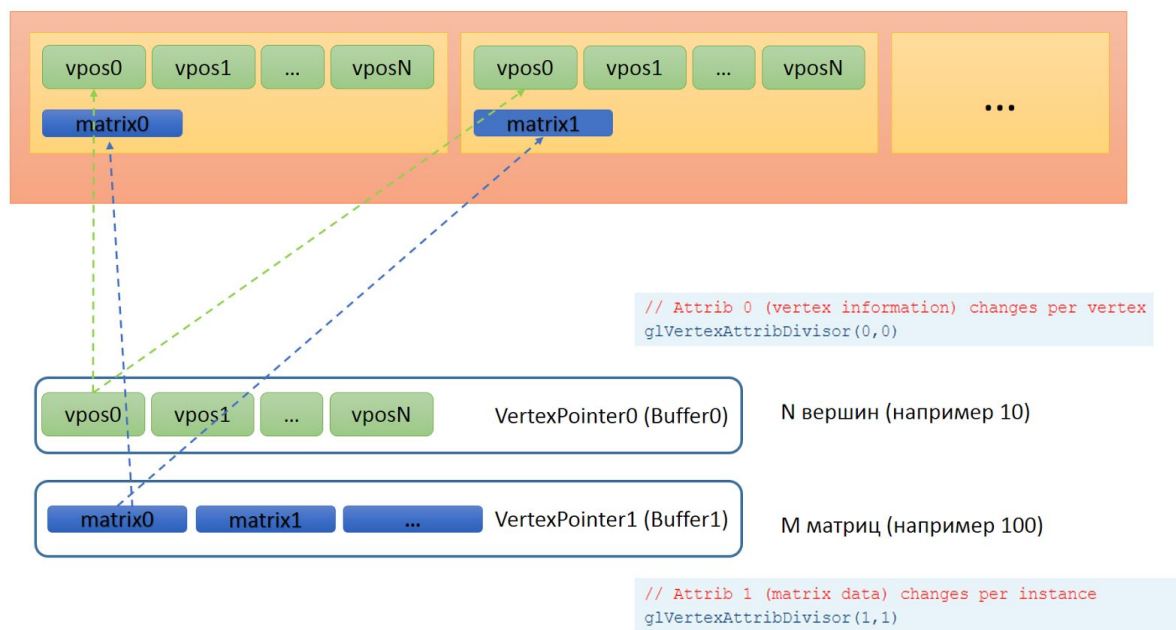 vpos0 vpos1 ... vposN vpos0 vpos1 ... vposN
matrix0 matrix1 ...
// Attrib 0 (vertex information) changes per vertex
glVertexAttribDivisor(0,0)
vpos0 vpos1 ... vposN VertexPointer0 (Buffer0) N вершин (например 10)
matrix0 matrix1 ... VertexPointer1 (Buffer1) M матриц (например 100)
// Attrib 1 (matrix data) changes per instance
glVertexAttribDivisor(1,1)